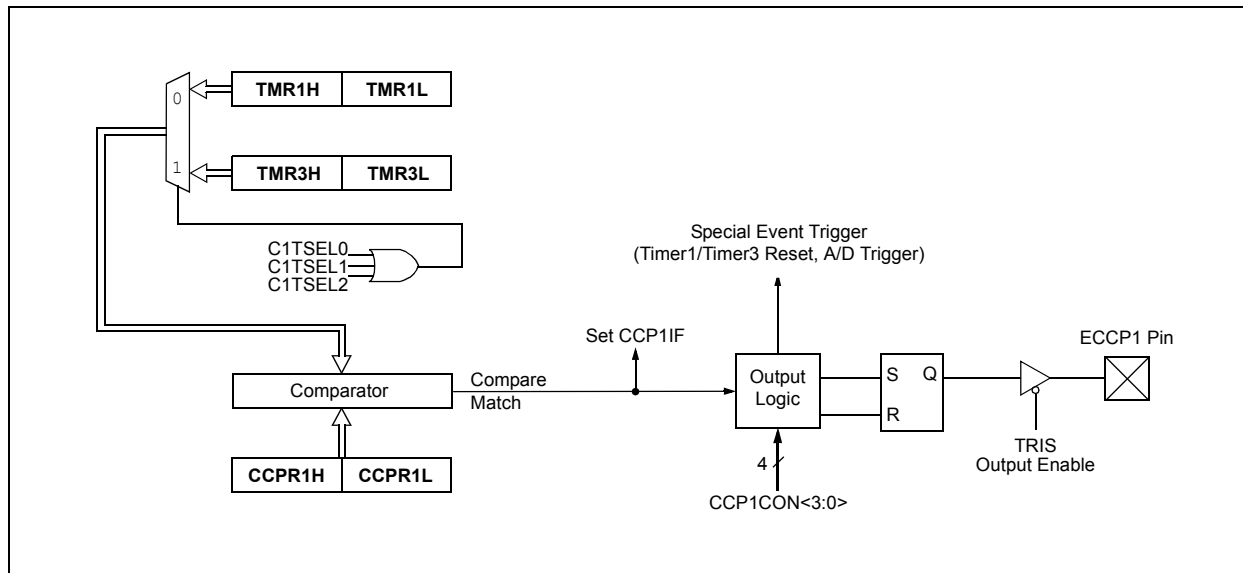 0
TMR1H TMR1L
1
TMR3H TMR3L
C1TSEL0
C1TSEL1
C1TSEL2
Special Event Trigger
(Timer1/Timer3 Reset, A/D Trigger)
Set CCP1IF
ECCP1 Pin
Comparator
Compare
Match
Output
Logic
S Q
R
TRIS
Output Enable
4
CCP1CON<3:0>
CCPR1H CCPR1L